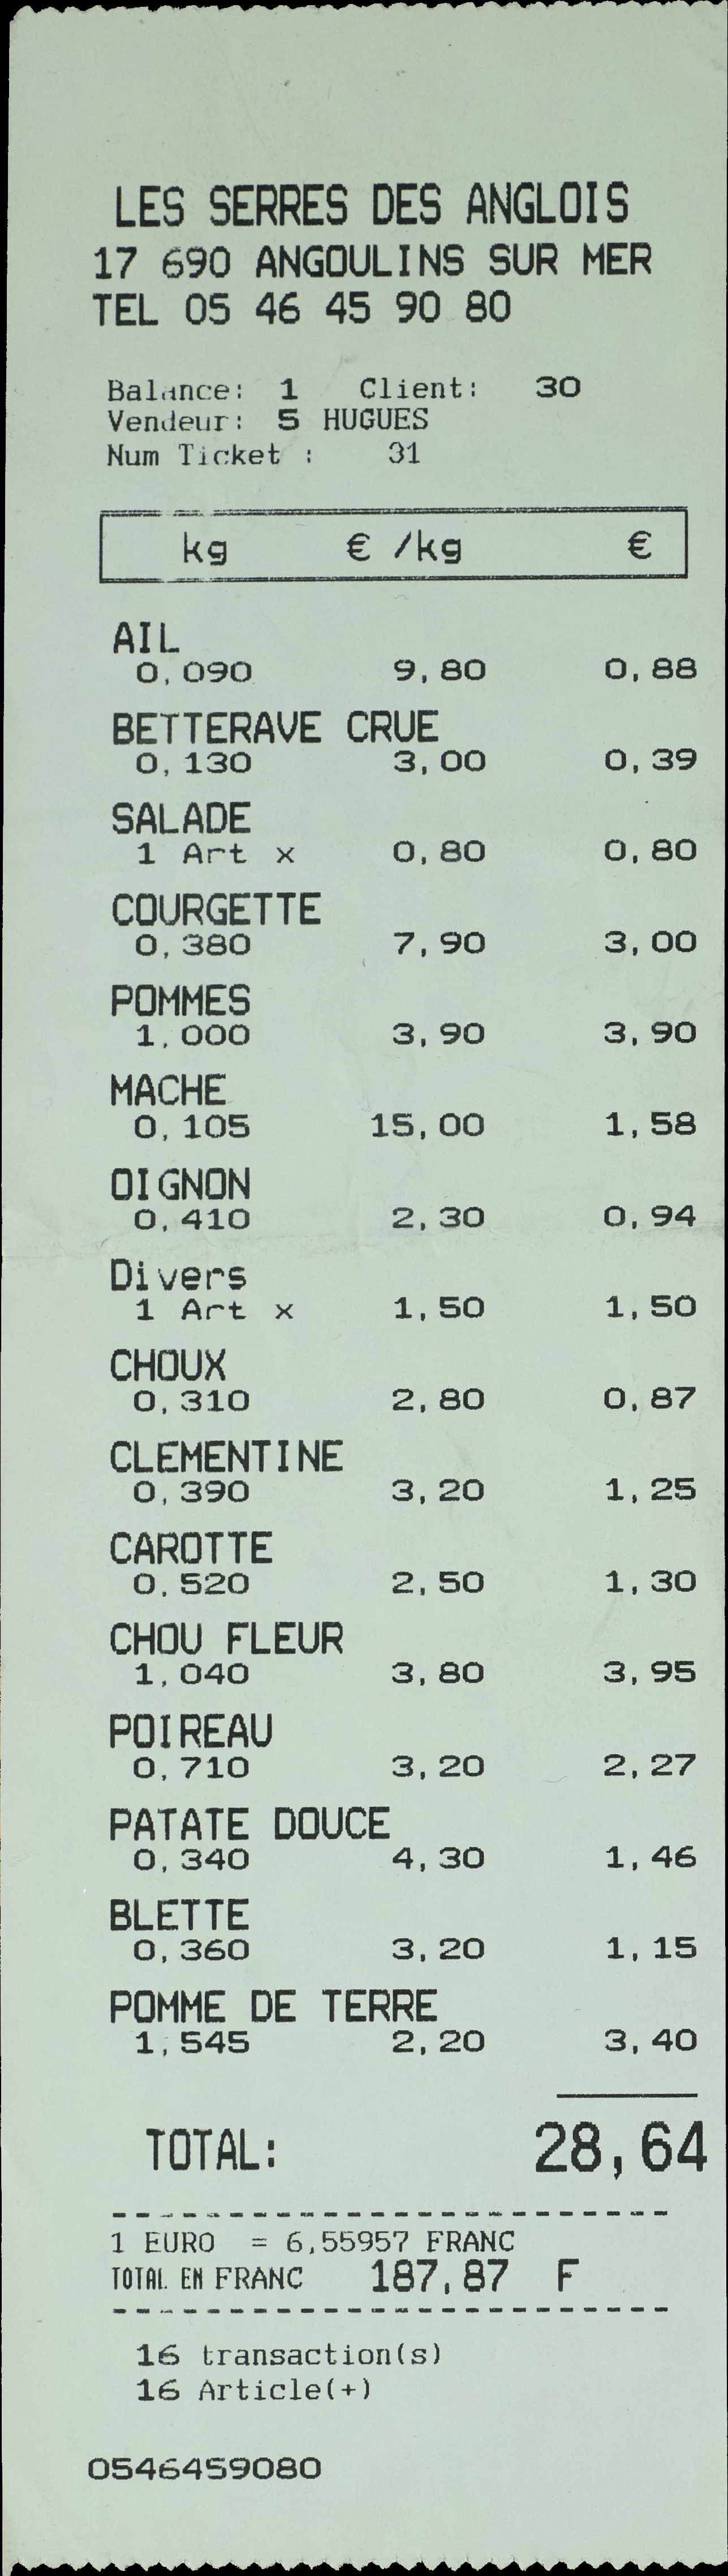 LES SERRES DES ANGLOIS
17 690 ANGOULINS SUR MER
TEL 05 46 45 90 80
Balance: 1 Client: 30
Vendeur: 5 HUGUES
Num Ticket : 31
kg € /kg €
AIL
0,090 9,80 0,88
BETTERAVE CRUE
0,130 3,00 0,39
SALADE
1 Art x 0,80 0,80
COURGETTE
0,380 7,90 3,00
POMMES
1,000 3,90 3,90
MACHE
0,105 15,00 1,58
OIGNON
0,410 2,30 0,94
Divers
1 Art x 1,50 1,50
CHOUX
0,310 2,80 0,87
CLEMENTINE
0,390 3,20 1,25
CAROTTE
0,520 2,50 1,30
CHOU FLEUR
1,040 3,80 3,95
POIREAU
0,710 3,20 2,27
PATATE DOUCE
0,340 4,30 1,46
BLETTE
0,360 3,20 1,15
POMME DE TERRE
1,545 2,20 3,40
TOTAL: 28,64
1 EURO = 6,55957 FRANC
TOTAL EN FRANC 187,87 F
16 transaction(s)
16 Article(+)
0546459080